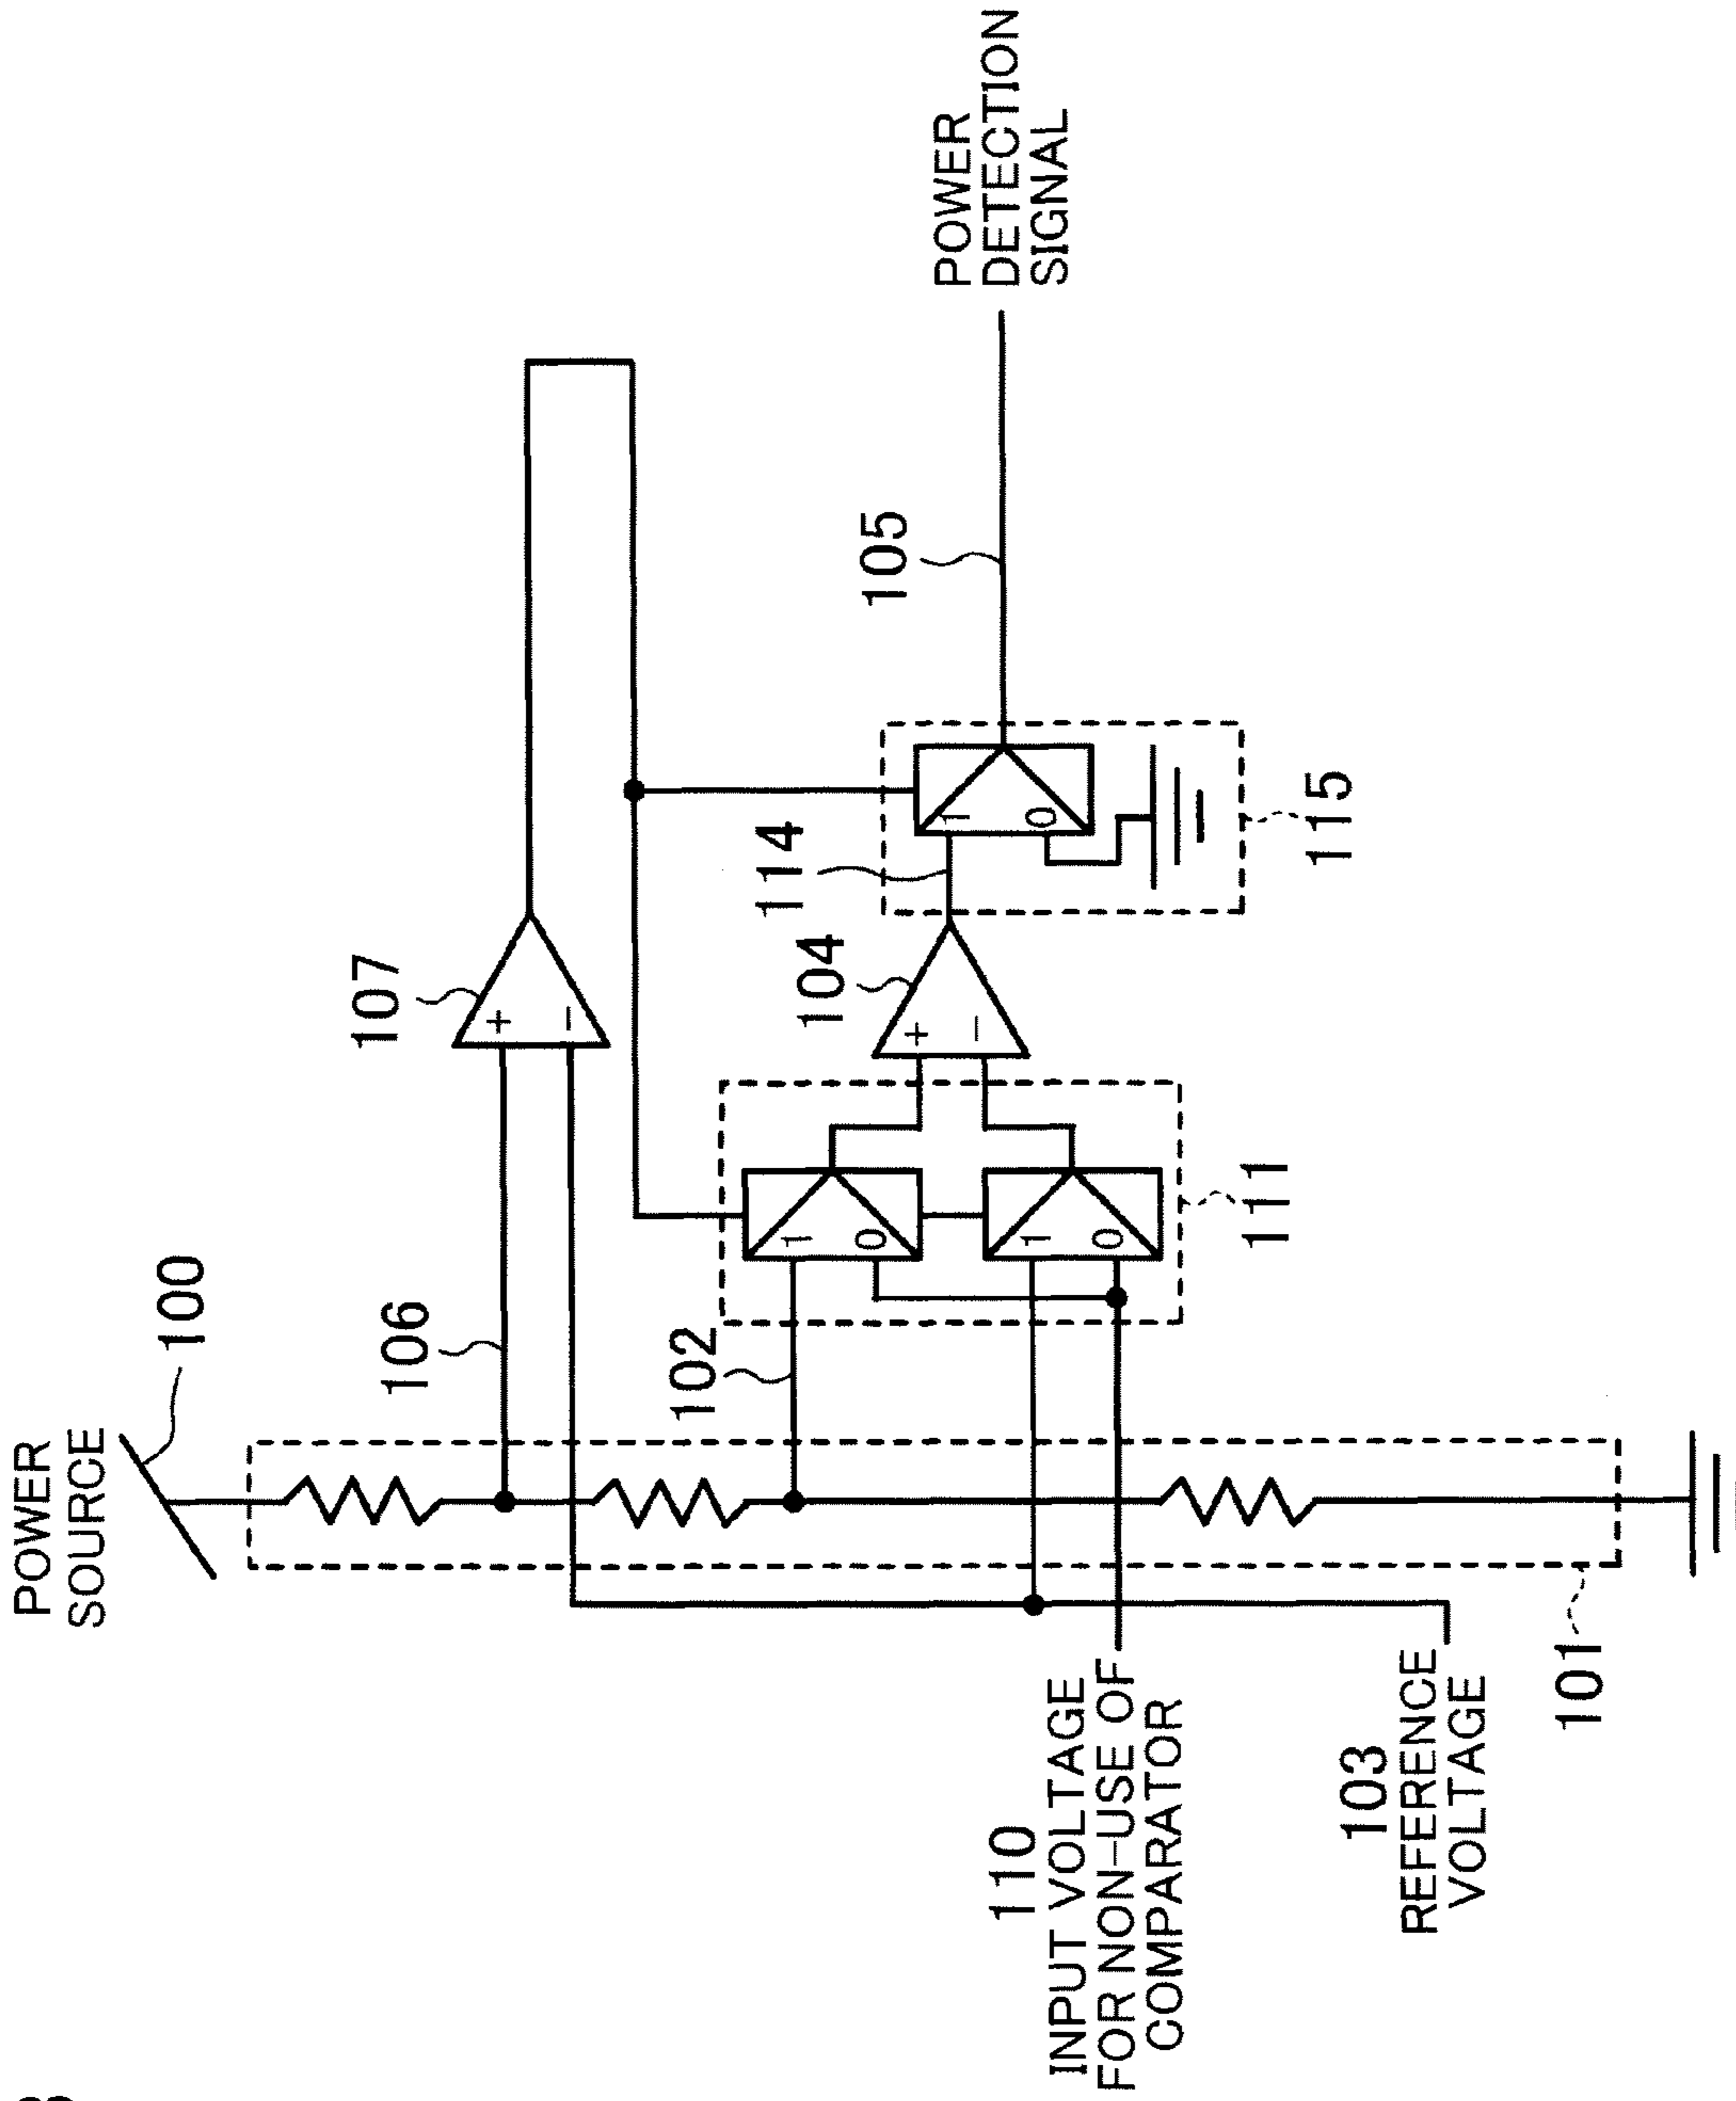 POWER
SOURCE
100
106
107
102
104
114
105
+
−
1
0
1
0
+
−
1
0
POWER
DETECTION
SIGNAL
110
INPUT VOLTAGE
FOR NON-USE OF
COMPARATOR
103
REFERENCE
VOLTAGE
101
111
115